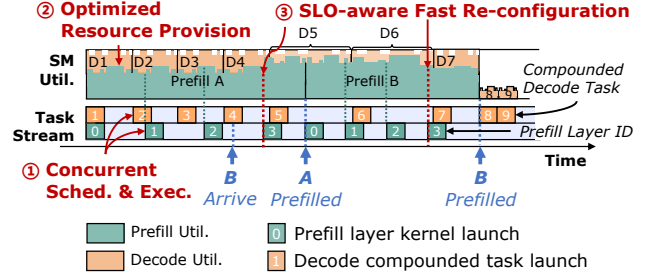 ② Optimized
Resource Provision
③ SLO-aware Fast Re-configuration
D5 D6
SM
Util.
D1 D2 D3 D4 D7
Prefill A Prefill B
8 9
Compounded
Decode Task
Task
Stream
1 2 3 4 5 6 7 8 9
0 1 2 3 0 1 2 3
Prefill Layer ID
Time
① Concurrent
Sched. & Exec.
B
Arrive
A
Prefilled
B
Prefilled
Prefill Util.
0 Prefill layer kernel launch
Decode Util.
1 Decode compounded task launch